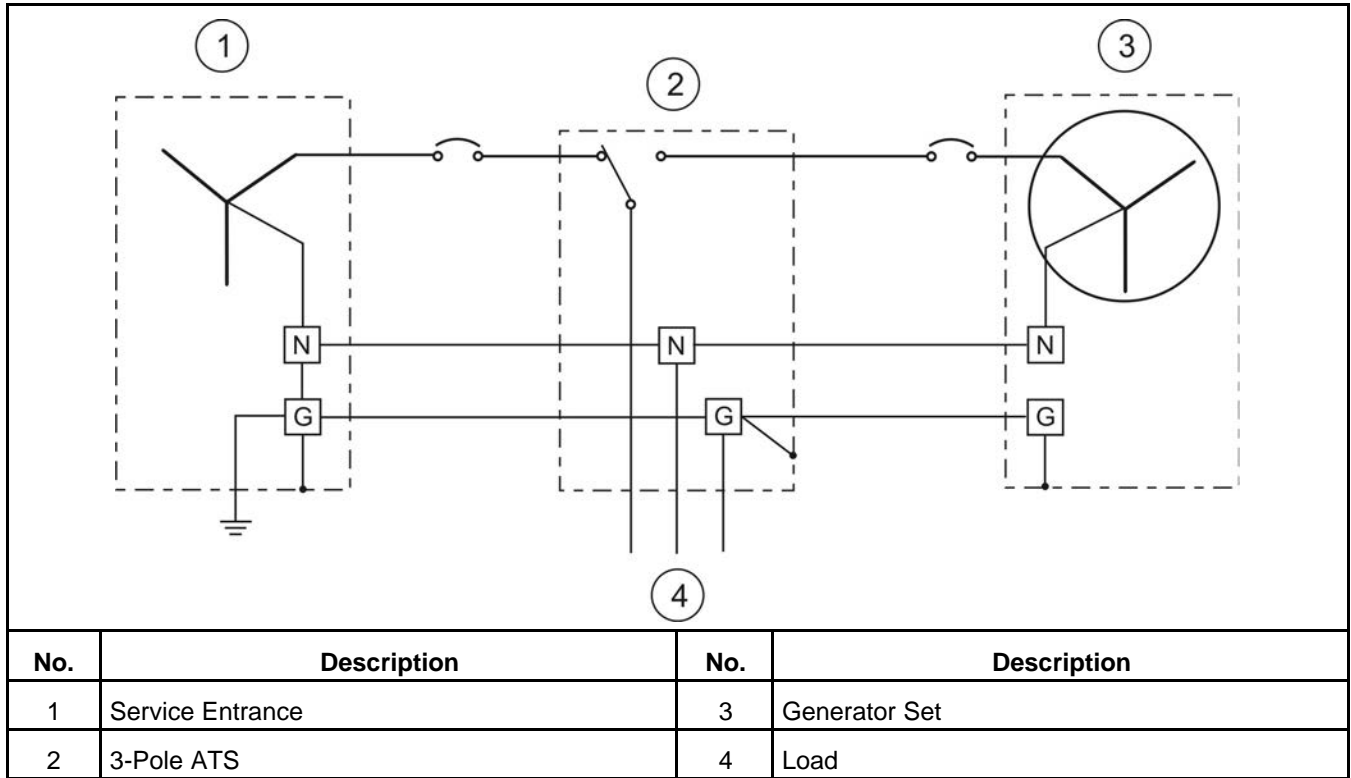 1
2
3
N
N
N
G
G
G
4
No. Description No. Description
1 Service Entrance 3 Generator Set
2 3-Pole ATS 4 Load